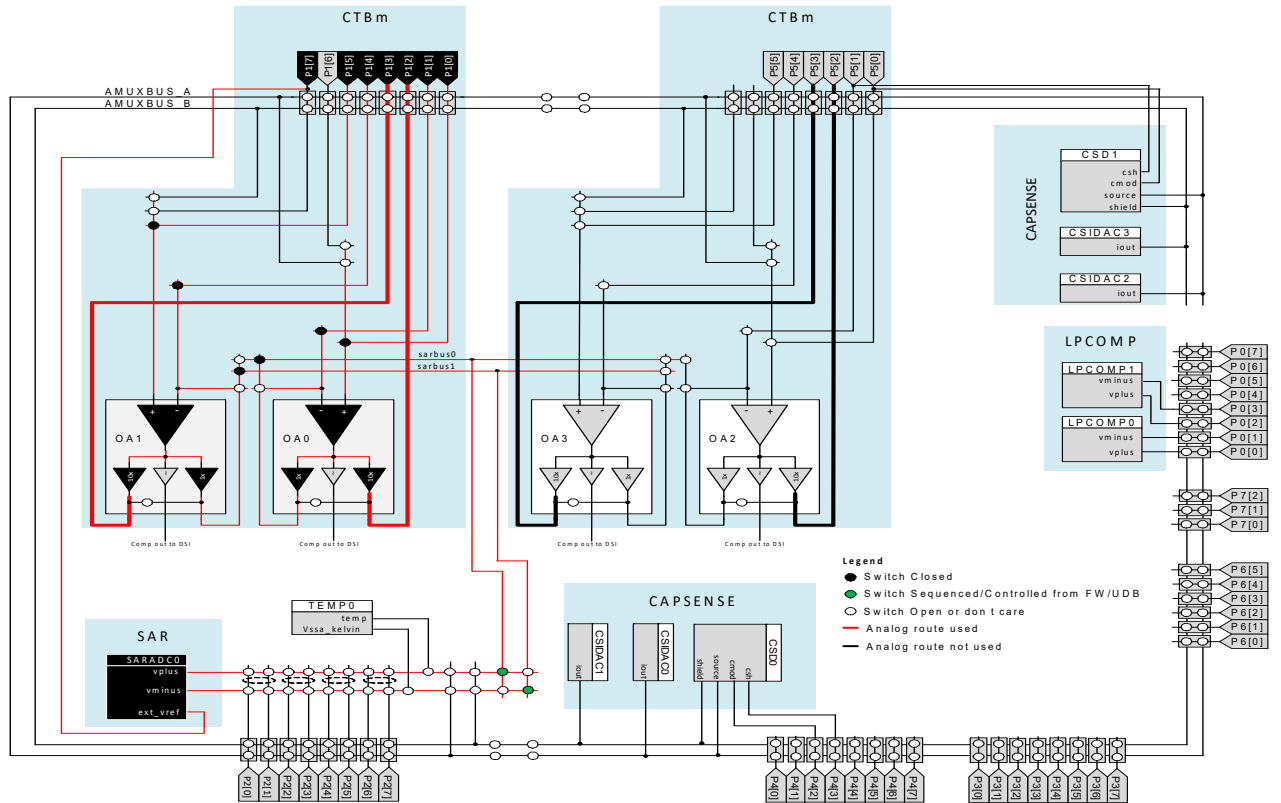 CTBm
CTBm
P1[7]
P1[6]
P1[5]
P1[4]
P1[3]
P1[2]
P1[1]
P1[0]
P5[5]
P5[4]
P5[3]
P5[2]
P5[1]
P5[0]
AMUXBUS_A
AMUXBUS_B
CAPSENSE
CSD1
csh
cmod
source
shield
CSIDAC3
iout
CSIDAC2
iout
sarbus0
sarbus1
LPCOMP
LPCOMP1
vminus
vplus
LPCOMP0
vminus
vplus
P0[7]
P0[6]
P0[5]
P0[4]
P0[3]
P0[2]
P0[1]
P0[0]
+
-
-
+
+
-
-
+
OA1
OA0
OA3
OA2
10x
~
1x
1x
~
10x
10x
~
1x
1x
~
10x
Comp out to DSI
Comp out to DSI
Comp out to DSI
Comp out to DSI
P7[2]
P7[1]
P7[0]
Legend
Switch Closed
Switch Sequenced/Controlled from FW/UDB
Switch Open or don t care
Analog route used
Analog route not used
P6[5]
P6[4]
P6[3]
P6[2]
P6[1]
P6[0]
TEMP0
temp
Vssa_kelvin
SAR
SARADC0
vplus
vminus
ext_vref
CAPSENSE
CSIDAC1
iout
CSIDAC0
iout
CSD0
shield
source
cmod
csh
P2[0]
P2[1]
P2[2]
P2[3]
P2[4]
P2[5]
P2[6]
P2[7]
P4[0]
P4[1]
P4[2]
P4[3]
P4[4]
P4[5]
P4[6]
P4[7]
P3[0]
P3[1]
P3[2]
P3[3]
P3[4]
P3[5]
P3[6]
P3[7]